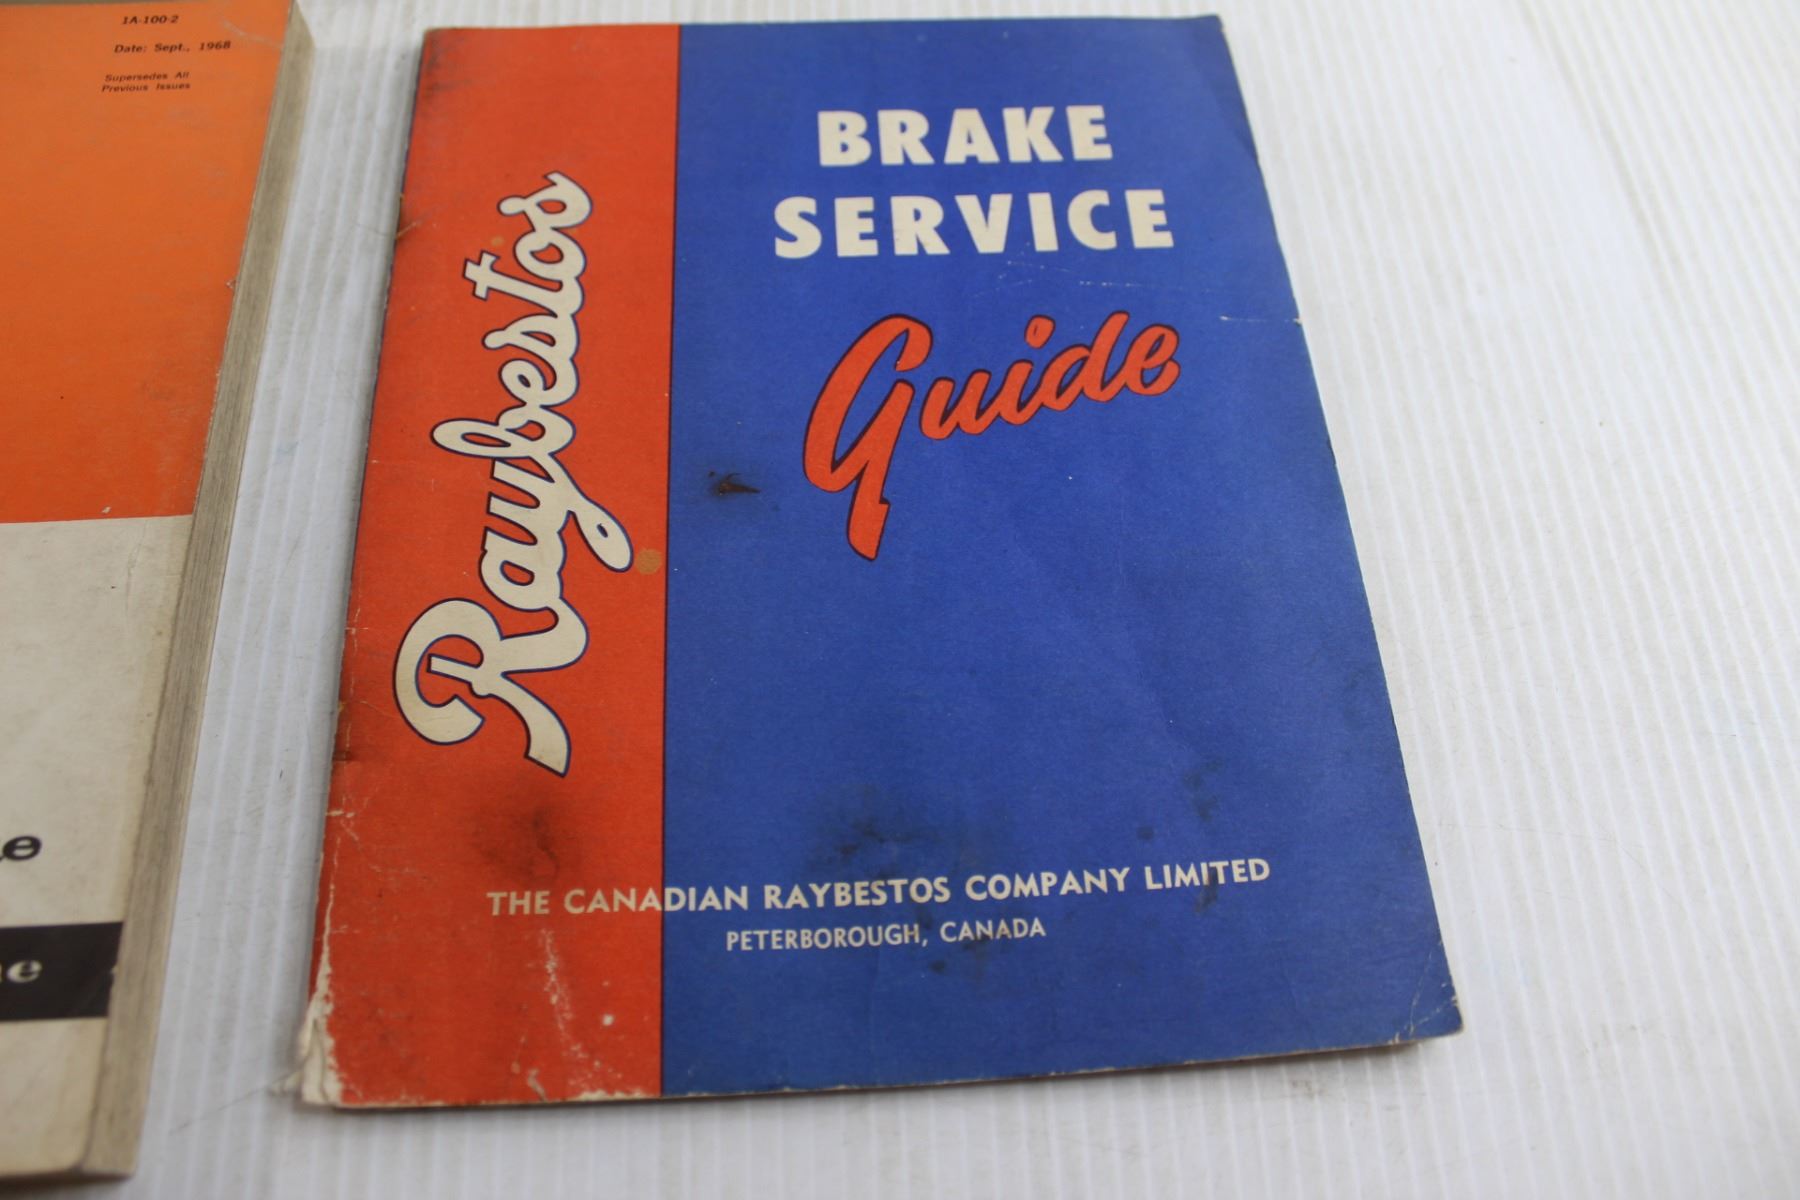 1A-100-2
Date: Sept., 1968
Supersedes All
Previous Issues
Raybestos
BRAKE
SERVICE
Guide
THE CANADIAN RAYBESTOS COMPANY LIMITED
PETERBOROUGH, CANADA